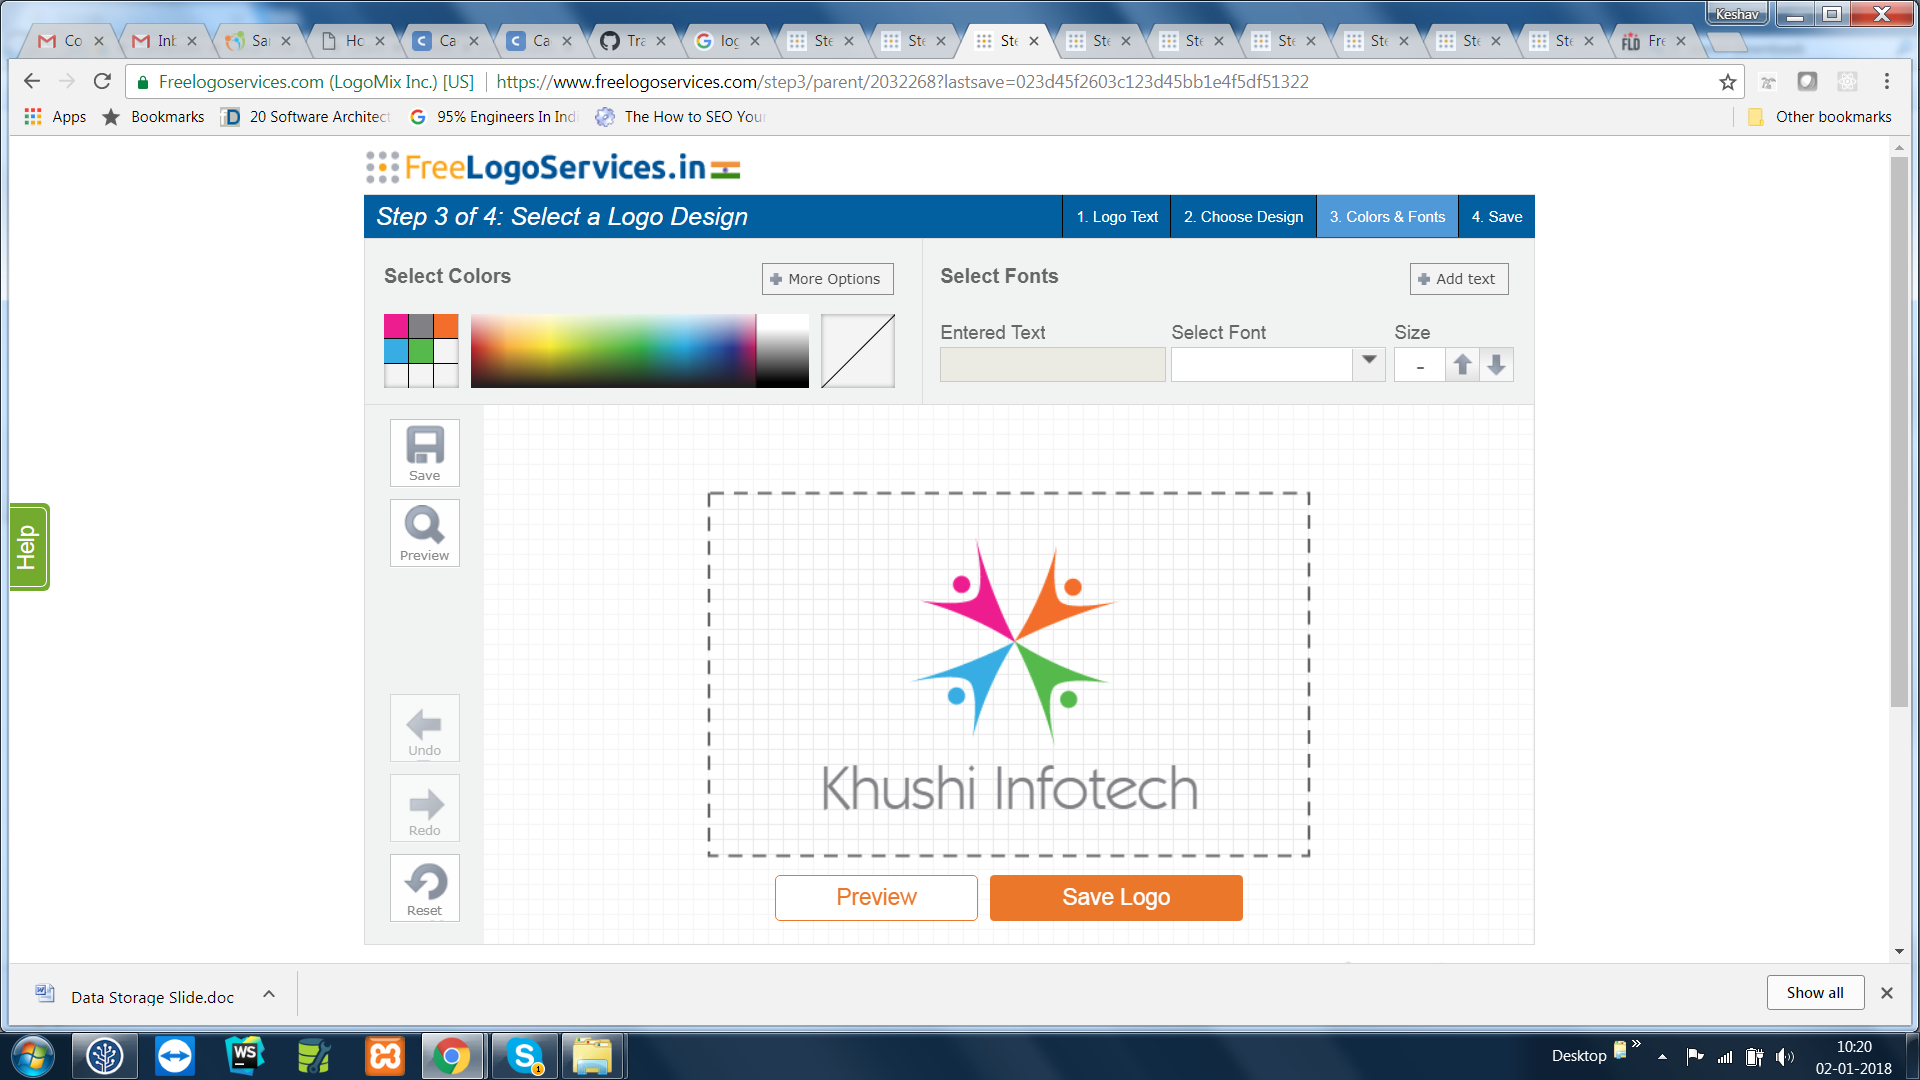 Keshav
Co
Inb
Sar
Ho
Ca
Ca
Tra
log
Ste
Ste
Ste
Ste
Ste
Ste
Ste
Ste
Ste
FLD
Fre
Freelogoservices.com (LogoMix Inc.) [US]
https://www.freelogoservices.com/step3/parent/2032268?lastsave=023d45f2603c123d45bb1e4f5df51322
Apps
Bookmarks
20 Software Architect
95% Engineers In Indi
The How to SEO Your
Other bookmarks
FreeLogoServices.in
Step 3 of 4: Select a Logo Design
1. Logo Text
2. Choose Design
3. Colors & Fonts
4. Save
Select Colors
More Options
Select Fonts
Add text
Entered Text
Select Font
Size
-
Save
Preview
Help
Undo
Redo
Reset
Khushi Infotech
Preview
Save Logo
Data Storage Slide.doc
Show all
WS
S
1
Desktop
»
10:20
02-01-2018